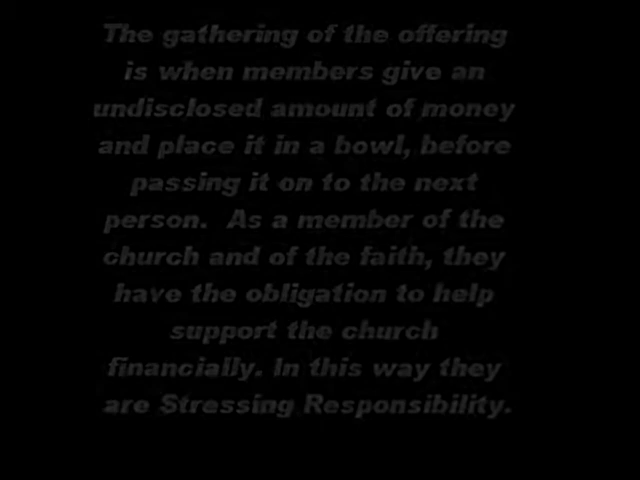 The gathering of the offering
is when members give an
undisclosed amount of money
and place it in a bowl, before
passing it on to the next
person.  As a member of the
church and of the faith, they
have the obligation to help
support the church
financially. In this way they
are Stressing Responsibility.